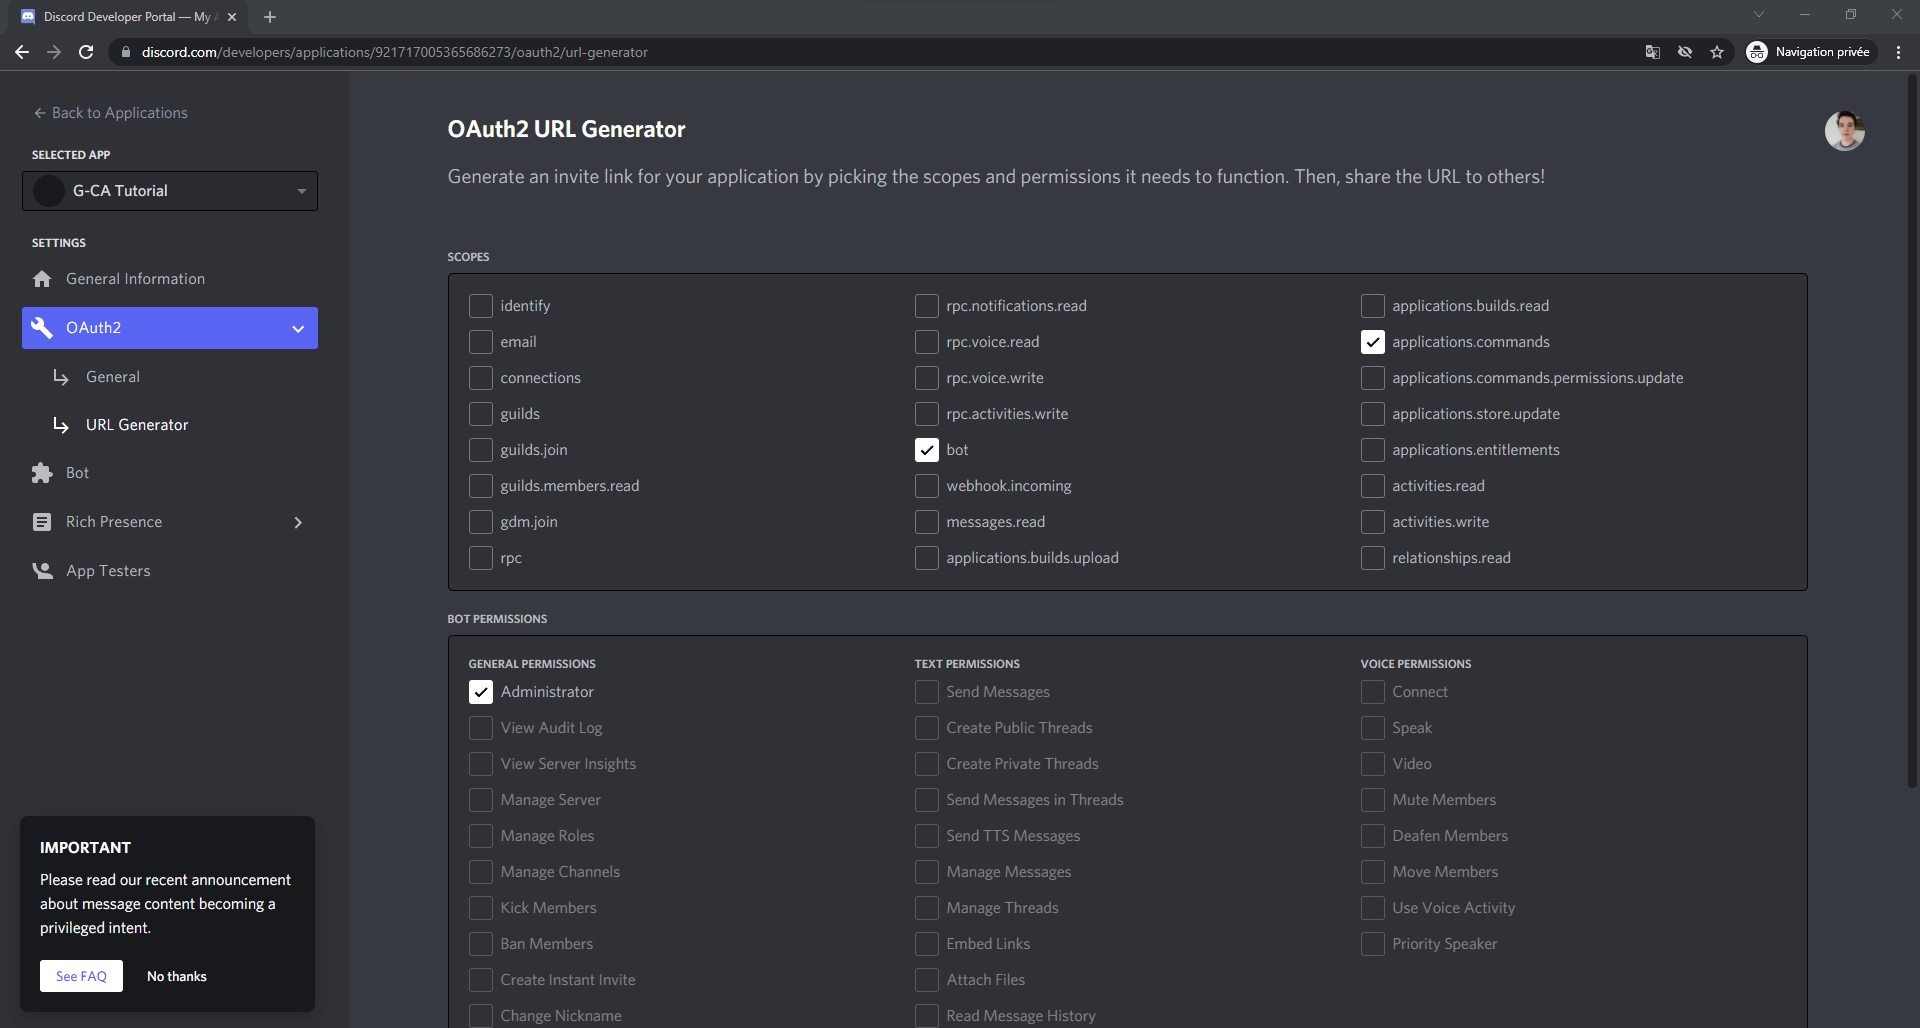 Discord Developer Portal — My A
discord.com/developers/applications/921717005365686273/oauth2/url-generator
Navigation privée
Back to Applications
SELECTED APP
G-CA Tutorial
SETTINGS
General Information
OAuth2
General
URL Generator
Bot
Rich Presence
App Testers
IMPORTANT
Please read our recent announcement
about message content becoming a
privileged intent.
See FAQ
No thanks
OAuth2 URL Generator
Generate an invite link for your application by picking the scopes and permissions it needs to function. Then, share the URL to others!
SCOPES
identify
email
connections
guilds
guilds.join
guilds.members.read
gdm.join
rpc
rpc.notifications.read
rpc.voice.read
rpc.voice.write
rpc.activities.write
bot
webhook.incoming
messages.read
applications.builds.upload
applications.builds.read
applications.commands
applications.commands.permissions.update
applications.store.update
applications.entitlements
activities.read
activities.write
relationships.read
BOT PERMISSIONS
GENERAL PERMISSIONS
Administrator
View Audit Log
View Server Insights
Manage Server
Manage Roles
Manage Channels
Kick Members
Ban Members
Create Instant Invite
Change Nickname
TEXT PERMISSIONS
Send Messages
Create Public Threads
Create Private Threads
Send Messages in Threads
Send TTS Messages
Manage Messages
Manage Threads
Embed Links
Attach Files
Read Message History
VOICE PERMISSIONS
Connect
Speak
Video
Mute Members
Deafen Members
Move Members
Use Voice Activity
Priority Speaker